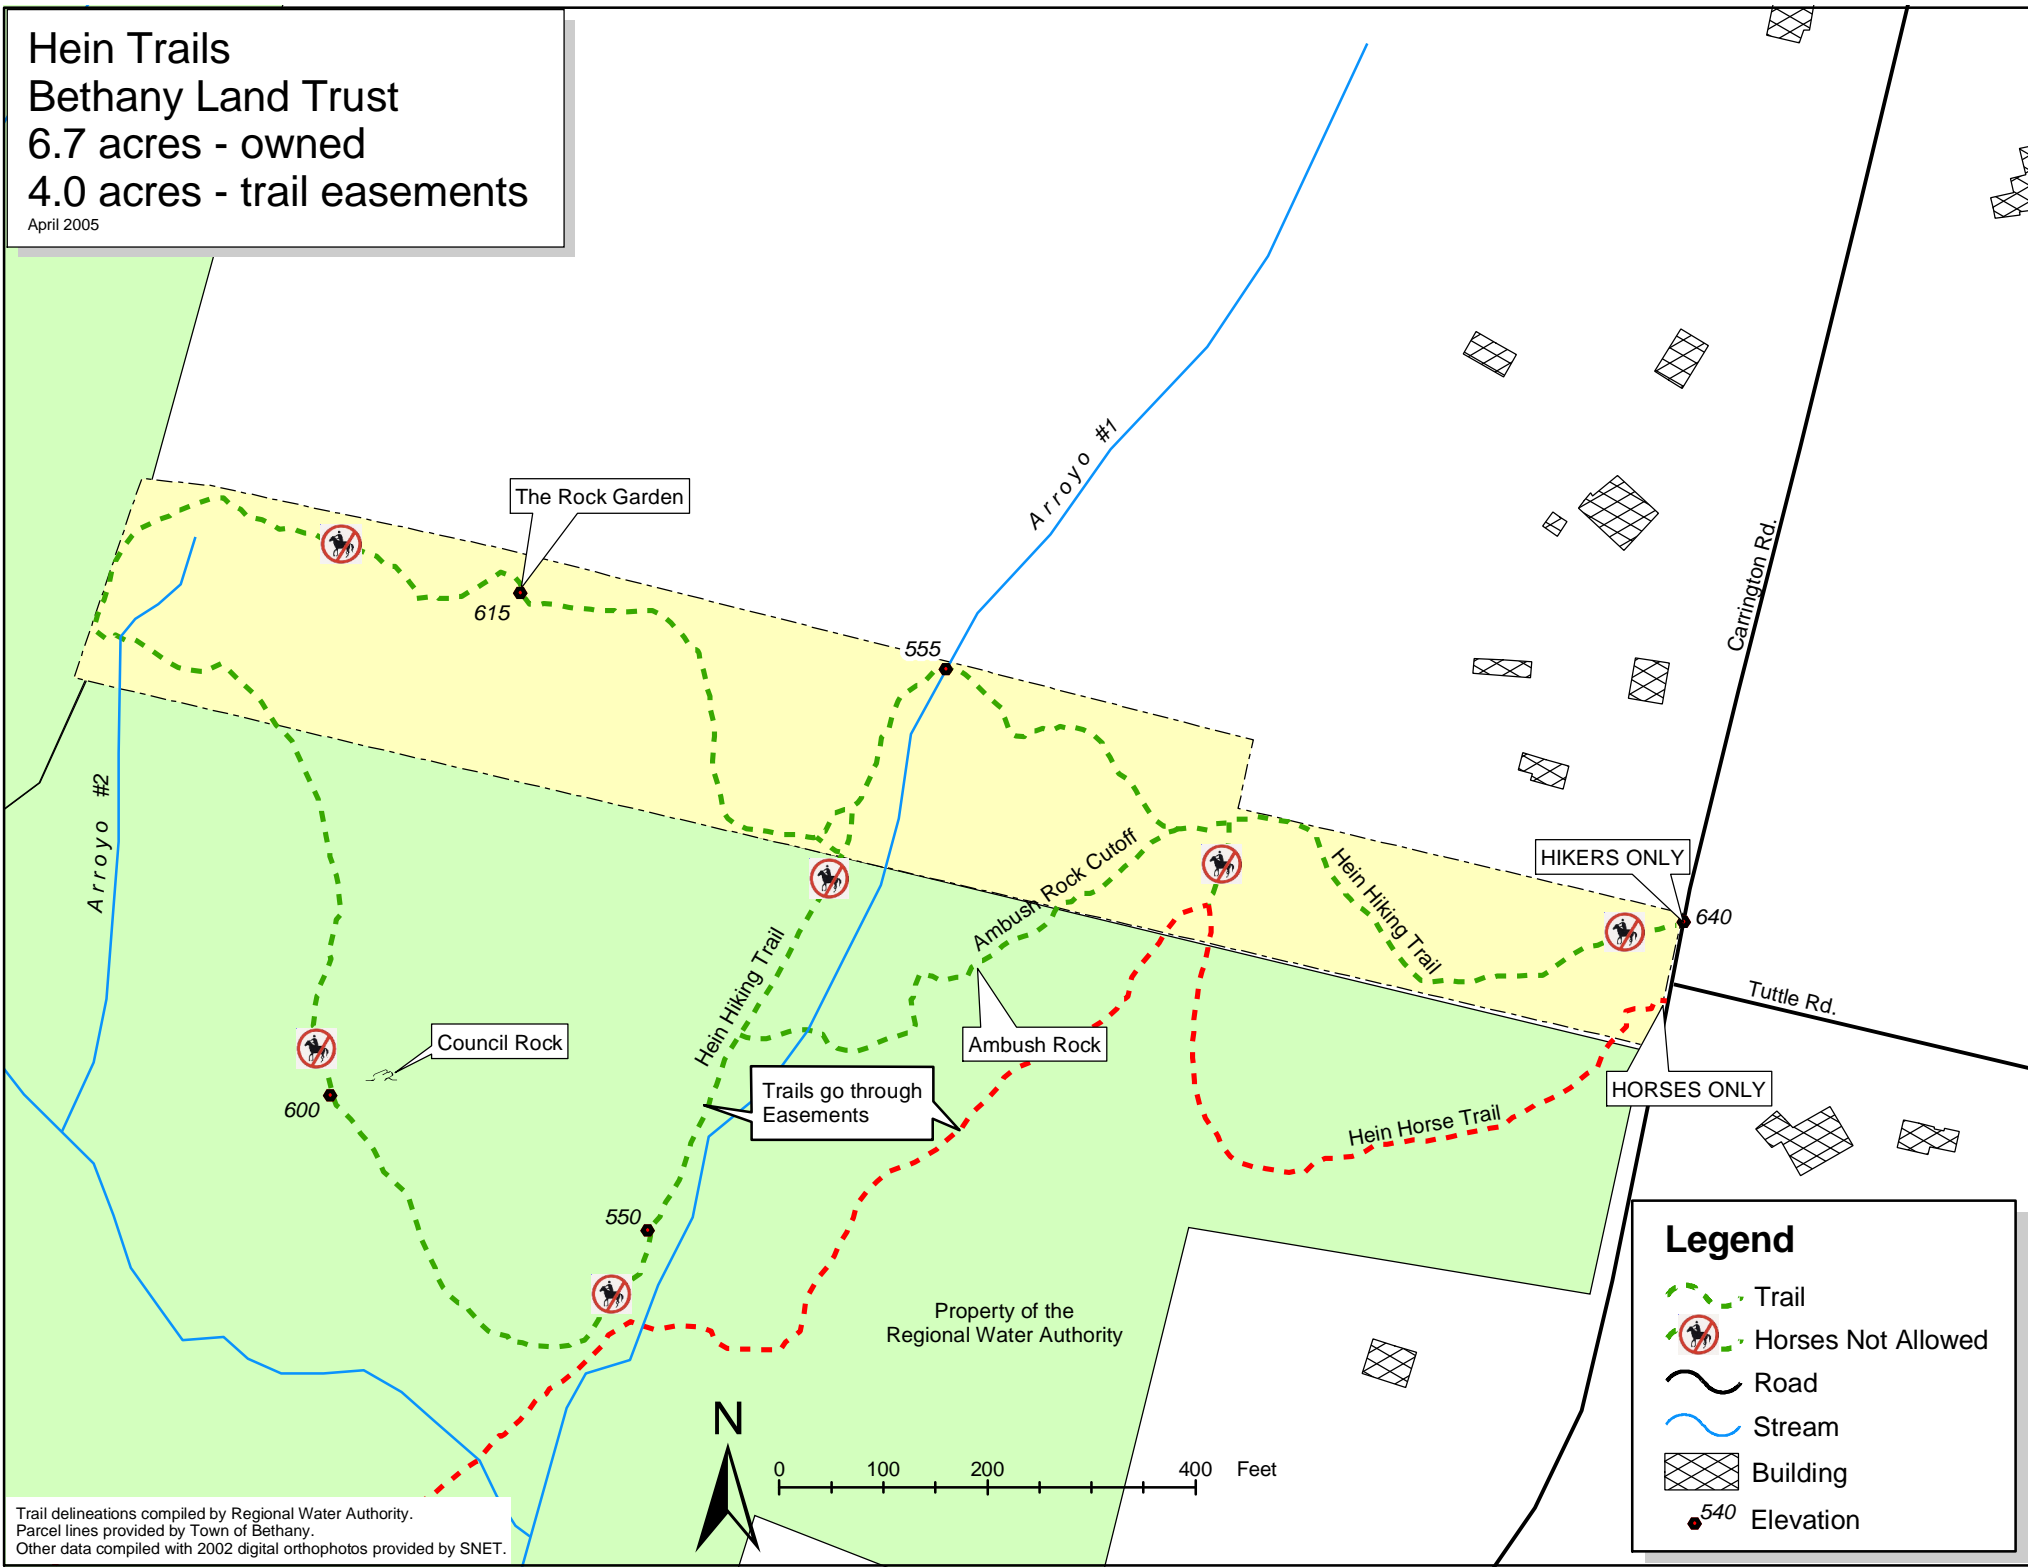 Hein Trails
Bethany Land Trust
6.7 acres - owned
4.0 acres - trail easements
April 2005
Arroyo #1
The Rock Garden
615
555
Carrington Rd.
Arroyo #2
Ambush Rock Cutoff
Hein Hiking Trail
HIKERS ONLY
640
Hein Hiking Trail
Tuttle Rd.
Council Rock
Ambush Rock
600
Trails go through
Easements
HORSES ONLY
Hein Horse Trail
550
Property of the
Regional Water Authority
N
0 100 200 400 Feet
Legend
Trail
Horses Not Allowed
Road
Stream
Building
540 Elevation
Trail delineations compiled by Regional Water Authority.
Parcel lines provided by Town of Bethany.
Other data compiled with 2002 digital orthophotos provided by SNET.